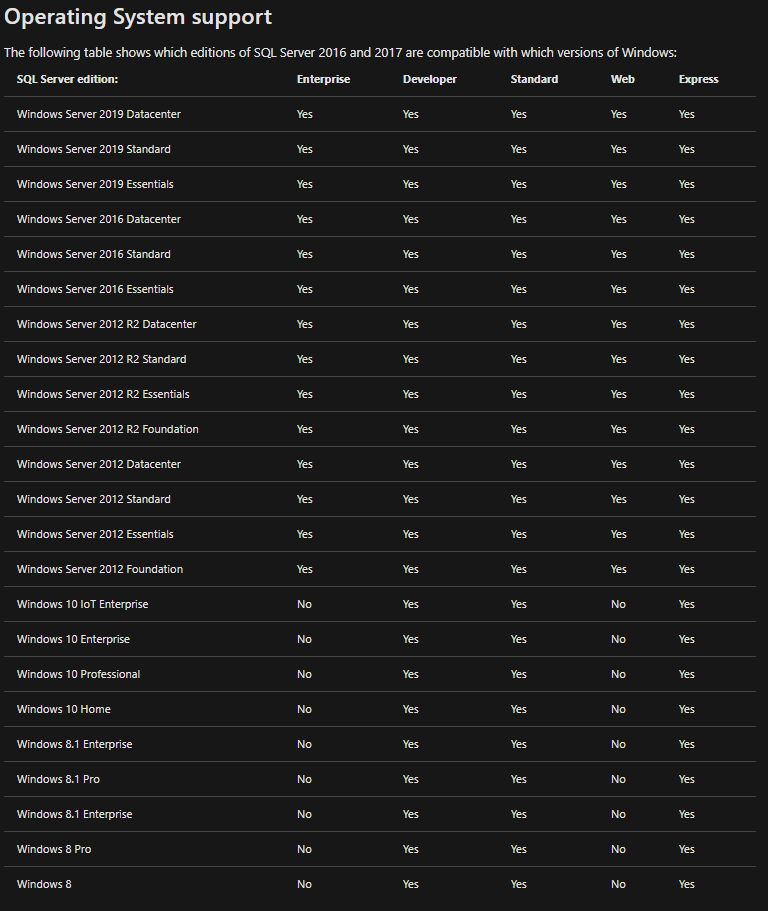 Operating System support
The following table shows which editions of SQL Server 2016 and 2017 are compatible with which versions of Windows:
SQL Server edition: Enterprise Developer Standard Web Express
Windows Server 2019 Datacenter Yes Yes Yes Yes Yes
Windows Server 2019 Standard Yes Yes Yes Yes Yes
Windows Server 2019 Essentials Yes Yes Yes Yes Yes
Windows Server 2016 Datacenter Yes Yes Yes Yes Yes
Windows Server 2016 Standard Yes Yes Yes Yes Yes
Windows Server 2016 Essentials Yes Yes Yes Yes Yes
Windows Server 2012 R2 Datacenter Yes Yes Yes Yes Yes
Windows Server 2012 R2 Standard Yes Yes Yes Yes Yes
Windows Server 2012 R2 Essentials Yes Yes Yes Yes Yes
Windows Server 2012 R2 Foundation Yes Yes Yes Yes Yes
Windows Server 2012 Datacenter Yes Yes Yes Yes Yes
Windows Server 2012 Standard Yes Yes Yes Yes Yes
Windows Server 2012 Essentials Yes Yes Yes Yes Yes
Windows Server 2012 Foundation Yes Yes Yes Yes Yes
Windows 10 IoT Enterprise No Yes Yes No Yes
Windows 10 Enterprise No Yes Yes No Yes
Windows 10 Professional No Yes Yes No Yes
Windows 10 Home No Yes Yes No Yes
Windows 8.1 Enterprise No Yes Yes No Yes
Windows 8.1 Pro No Yes Yes No Yes
Windows 8.1 Enterprise No Yes Yes No Yes
Windows 8 Pro No Yes Yes No Yes
Windows 8 No Yes Yes No Yes